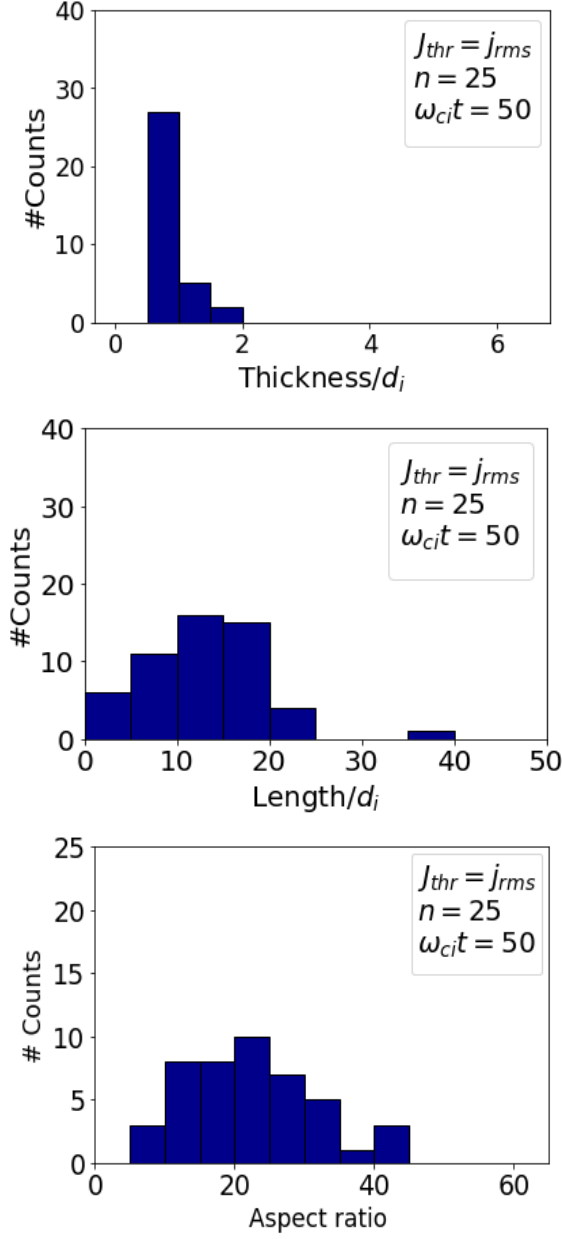 40
30
20
10
0
#Counts
J_thr = j_rms
n = 25
ω_ci t = 50
0 2 4 6
Thickness/d_i
40
30
20
10
0
#Counts
J_thr = j_rms
n = 25
ω_ci t = 50
0 10 20 30 40 50
Length/d_i
25
20
15
10
5
0
# Counts
J_thr = j_rms
n = 25
ω_ci t = 50
0 20 40 60
Aspect ratio